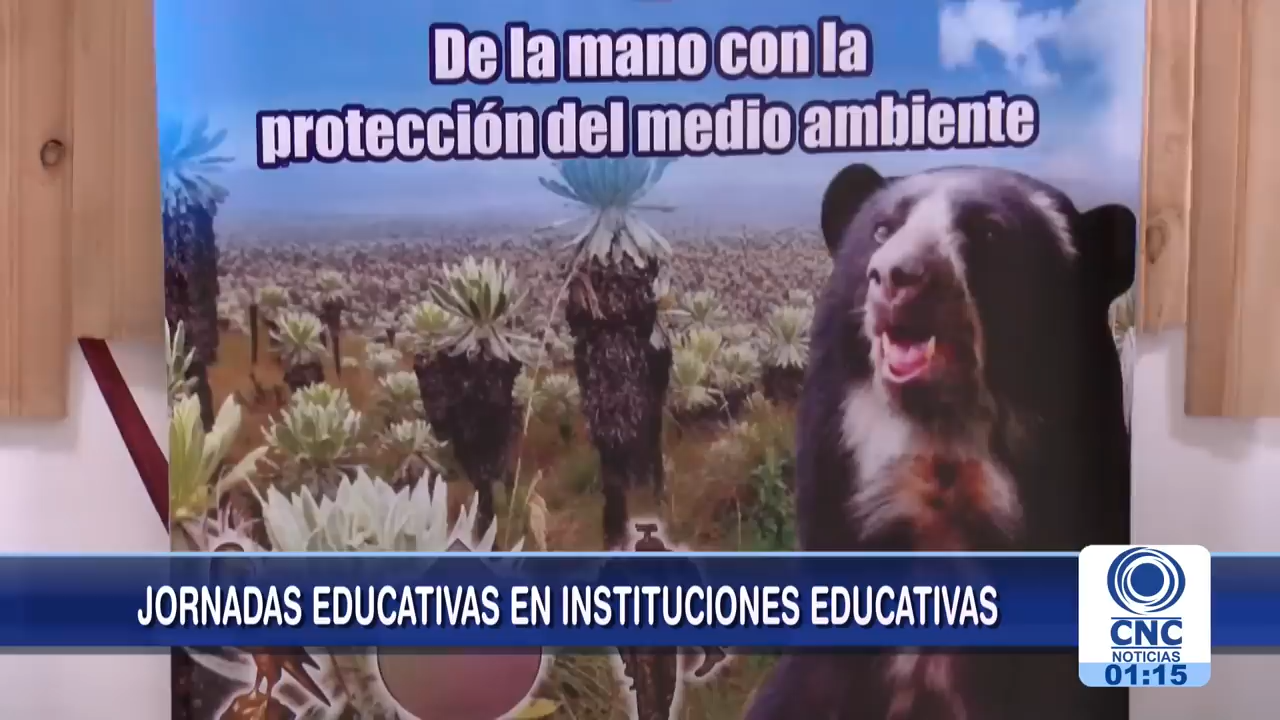 De la mano con la
protección del medio ambiente
JORNADAS EDUCATIVAS EN INSTITUCIONES EDUCATIVAS
CNC
NOTICIAS
01:15